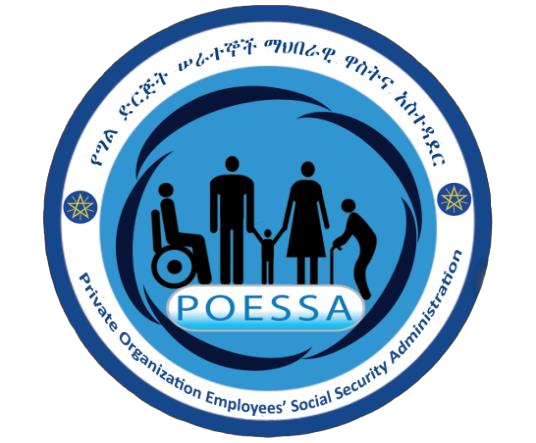 የግል ድርጅት ሠራተኞች ማህበራዊ ዋስትና አስተዳደር
POESSA
Private Organization Employees' Social Security Administration